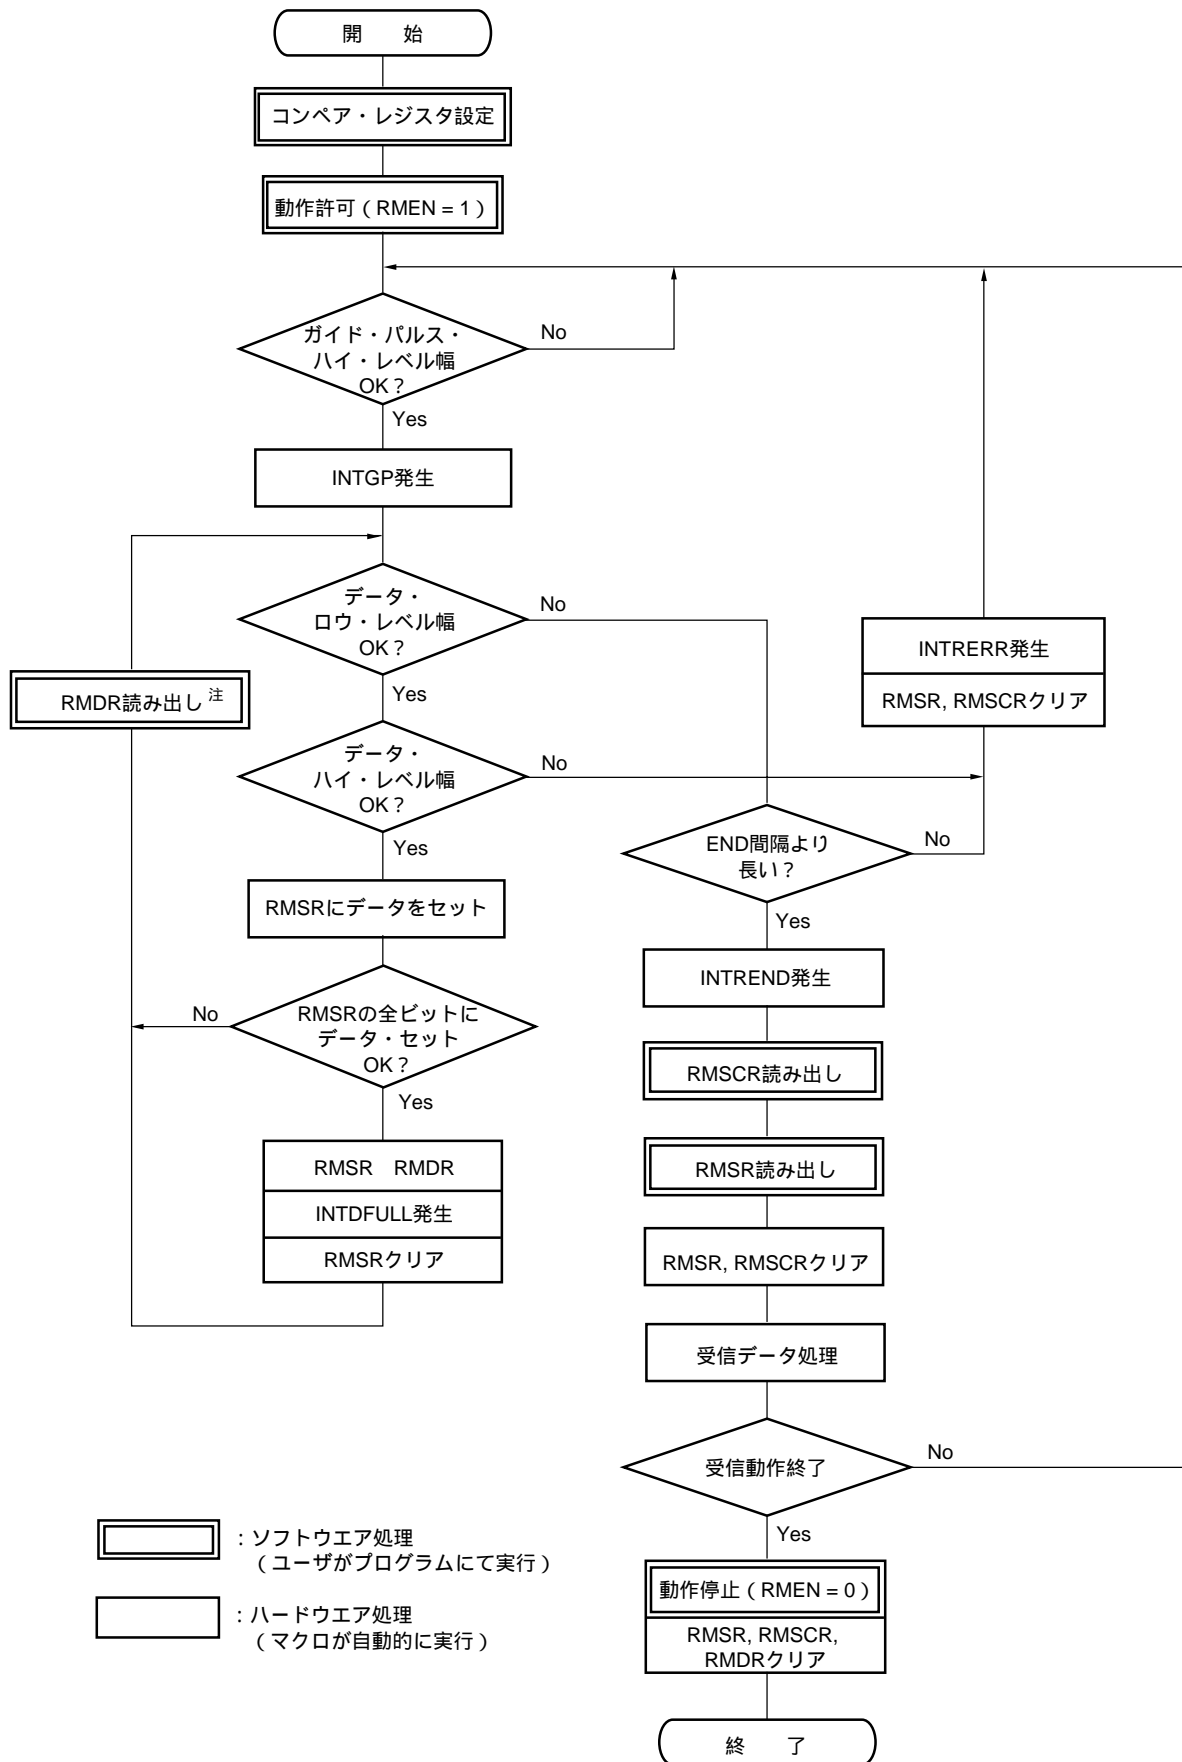 開 始
コンペア・レジスタ設定
動作許可（RMEN = 1）
ガイド・パルス・
ハイ・レベル幅
OK？
No
Yes
INTGP発生
データ・
ロウ・レベル幅
OK？
No
Yes
RMDR読み出し 注
データ・
ハイ・レベル幅
OK？
No
Yes
INTRERR発生
RMSR, RMSCRクリア
END間隔より
長い？
No
Yes
RMSRにデータをセット
RMSRの全ビットに
データ・セット
OK？
No
Yes
RMSR RMDR
INTDFULL発生
RMSRクリア
INTREND発生
RMSCR読み出し
RMSR読み出し
RMSR, RMSCRクリア
受信データ処理
受信動作終了
No
Yes
動作停止（RMEN = 0）
RMSR, RMSCR,
RMDRクリア
終 了
：ソフトウエア処理
（ユーザがプログラムにて実行）
：ハードウエア処理
（マクロが自動的に実行）